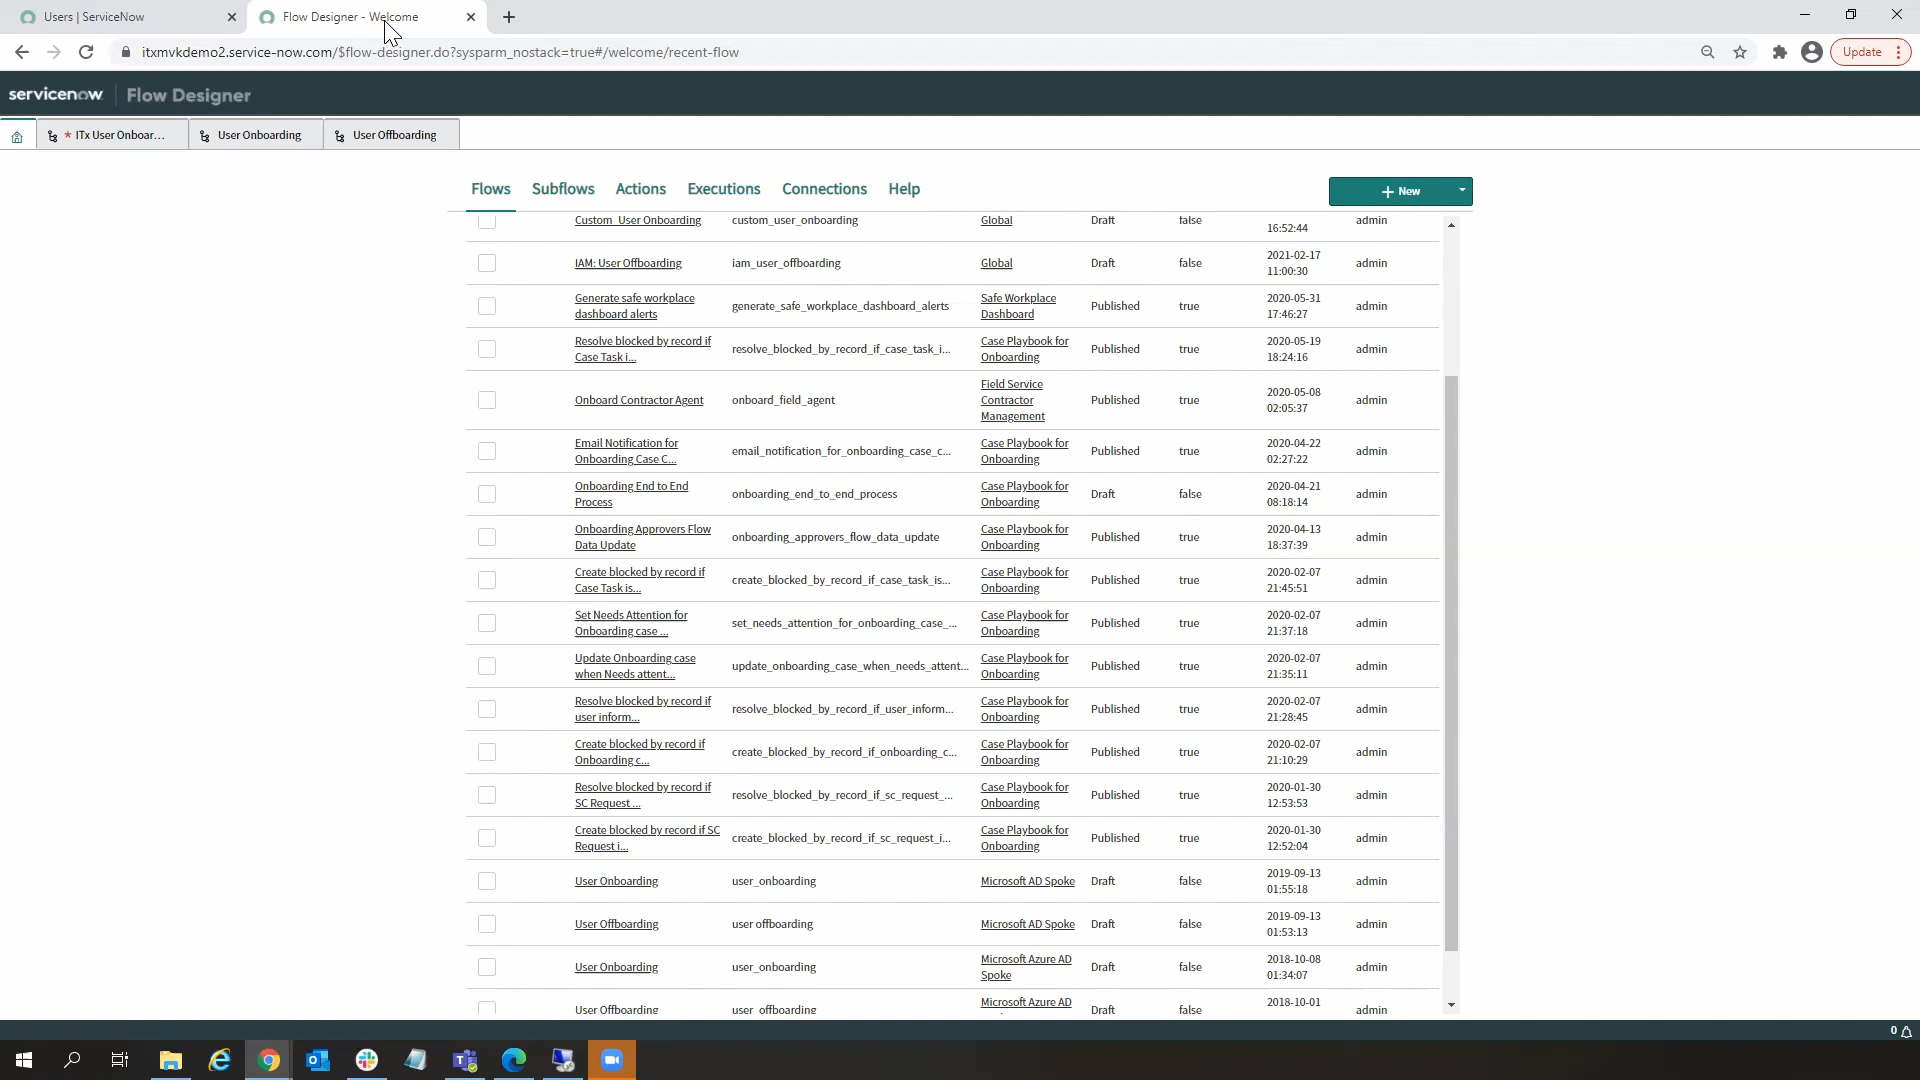 Users | ServiceNow
Flow Designer - Welcome
itxmvkdemo2.service-now.com/$flow-designer.do?sysparm_nostack=true#/welcome/recent-flow
Update
servicenow Flow Designer
* ITx User Onboar...
User Onboarding
User Offboarding
Flows Subflows Actions Executions Connections Help
+ New
Custom_User Onboarding custom_user_onboarding Global Draft false 16:52:44 admin
IAM: User Offboarding iam_user_offboarding Global Draft false 2021-02-17 admin
11:00:30
Generate safe workplace generate_safe_workplace_dashboard_alerts Safe Workplace Published true 2020-05-31 admin
dashboard alerts Dashboard 17:46:27
Resolve blocked by record if resolve_blocked_by_record_if_case_task_i... Case Playbook for Published true 2020-05-19 admin
Case Task i... Onboarding 18:24:16
Onboard Contractor Agent onboard_field_agent Field Service Published true 2020-05-08 admin
Contractor 02:05:37
Management
Email Notification for email_notification_for_onboarding_case_c... Case Playbook for Published true 2020-04-22 admin
Onboarding Case C... Onboarding 02:27:22
Onboarding End to End onboarding_end_to_end_process Case Playbook for Draft false 2020-04-21 admin
Process Onboarding 08:18:14
Onboarding Approvers Flow onboarding_approvers_flow_data_update Case Playbook for Published true 2020-04-13 admin
Data Update Onboarding 18:37:39
Create blocked by record if create_blocked_by_record_if_case_task_is... Case Playbook for Published true 2020-02-07 admin
Case Task is... Onboarding 21:45:51
Set Needs Attention for set_needs_attention_for_onboarding_case_... Case Playbook for Published true 2020-02-07 admin
Onboarding case ... Onboarding 21:37:18
Update Onboarding case update_onboarding_case_when_needs_attent... Case Playbook for Published true 2020-02-07 admin
when Needs attent... Onboarding 21:35:11
Resolve blocked by record if resolve_blocked_by_record_if_user_inform... Case Playbook for Published true 2020-02-07 admin
user inform... Onboarding 21:28:45
Create blocked by record if create_blocked_by_record_if_onboarding_c... Case Playbook for Published true 2020-02-07 admin
Onboarding c... Onboarding 21:10:29
Resolve blocked by record if resolve_blocked_by_record_if_sc_request_... Case Playbook for Published true 2020-01-30 admin
SC Request ... Onboarding 12:53:53
Create blocked by record if SC create_blocked_by_record_if_sc_request_i... Case Playbook for Published true 2020-01-30 admin
Request i... Onboarding 12:52:04
User Onboarding user_onboarding Microsoft AD Spoke Draft false 2019-09-13 admin
01:55:18
User Offboarding user offboarding Microsoft AD Spoke Draft false 2019-09-13 admin
01:53:13
User Onboarding user_onboarding Microsoft Azure AD Draft false 2018-10-08 admin
Spoke 01:34:07
User Offboarding user_offboarding Microsoft Azure AD Draft false 2018-10-01 admin
0